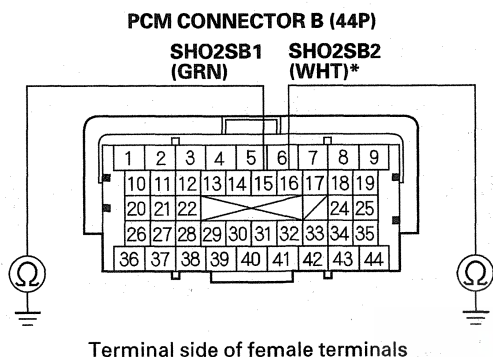 PCM CONNECTOR B (44P)
SHO2SB1 SHO2SB2
(GRN) (WHT)*
1 2 3 4 5 6 7 8 9
10 11 12 13 14 15 16 17 18 19
20 21 22 24 25
26 27 28 29 30 31 32 33 34 35
36 37 38 39 40 41 42 43 44
Ω Ω
Terminal side of female terminals